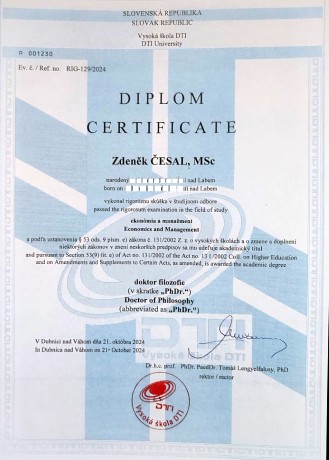 SLOVENSKÁ REPUBLIKA
SLOVAK REPUBLIC
Vysoká škola DTI
DTI University
R 001230
Ev. č. / Ref. no. RIG-129/2024
DIPLOM
CERTIFICATE
Zdeněk ČESAL, MSc
narodený nad Labem
born on nad Labem
vykonal rigoróznu skúšku v študijnom odbore
passed the rigorosum examination in the field of study
ekonómia a manažment
Economics and Management
a podľa ustanovenia § 53 ods. 9 písm. e) zákona č. 131/2002 Z. z. o vysokých školách a o zmene a doplnení
niektorých zákonov v znení neskorších predpisov sa mu udeľuje akademický titul
and pursuant to Section 53(9) lit. e) of Act no. 131/2002 of the Act no. 131/2002 Coll. on Higher Education
and on Amendments and Supplements to Certain Acts, as amended, is awarded the academic degree
doktor filozofie
(v skratke „PhDr.“)
Doctor of Philosophy
(abbreviated as „PhDr.“)
DTI
Vysoká škola DTI
V Dubnici nad Váhom dňa 21. októbra 2024
In Dubnica nad Váhom on 21st October 2024
Dr.h.c. prof. PhDr. PaedDr. Tomáš Lengyelfalusy, PhD.
rektor / rector
DTI
Vysoká škola DTI